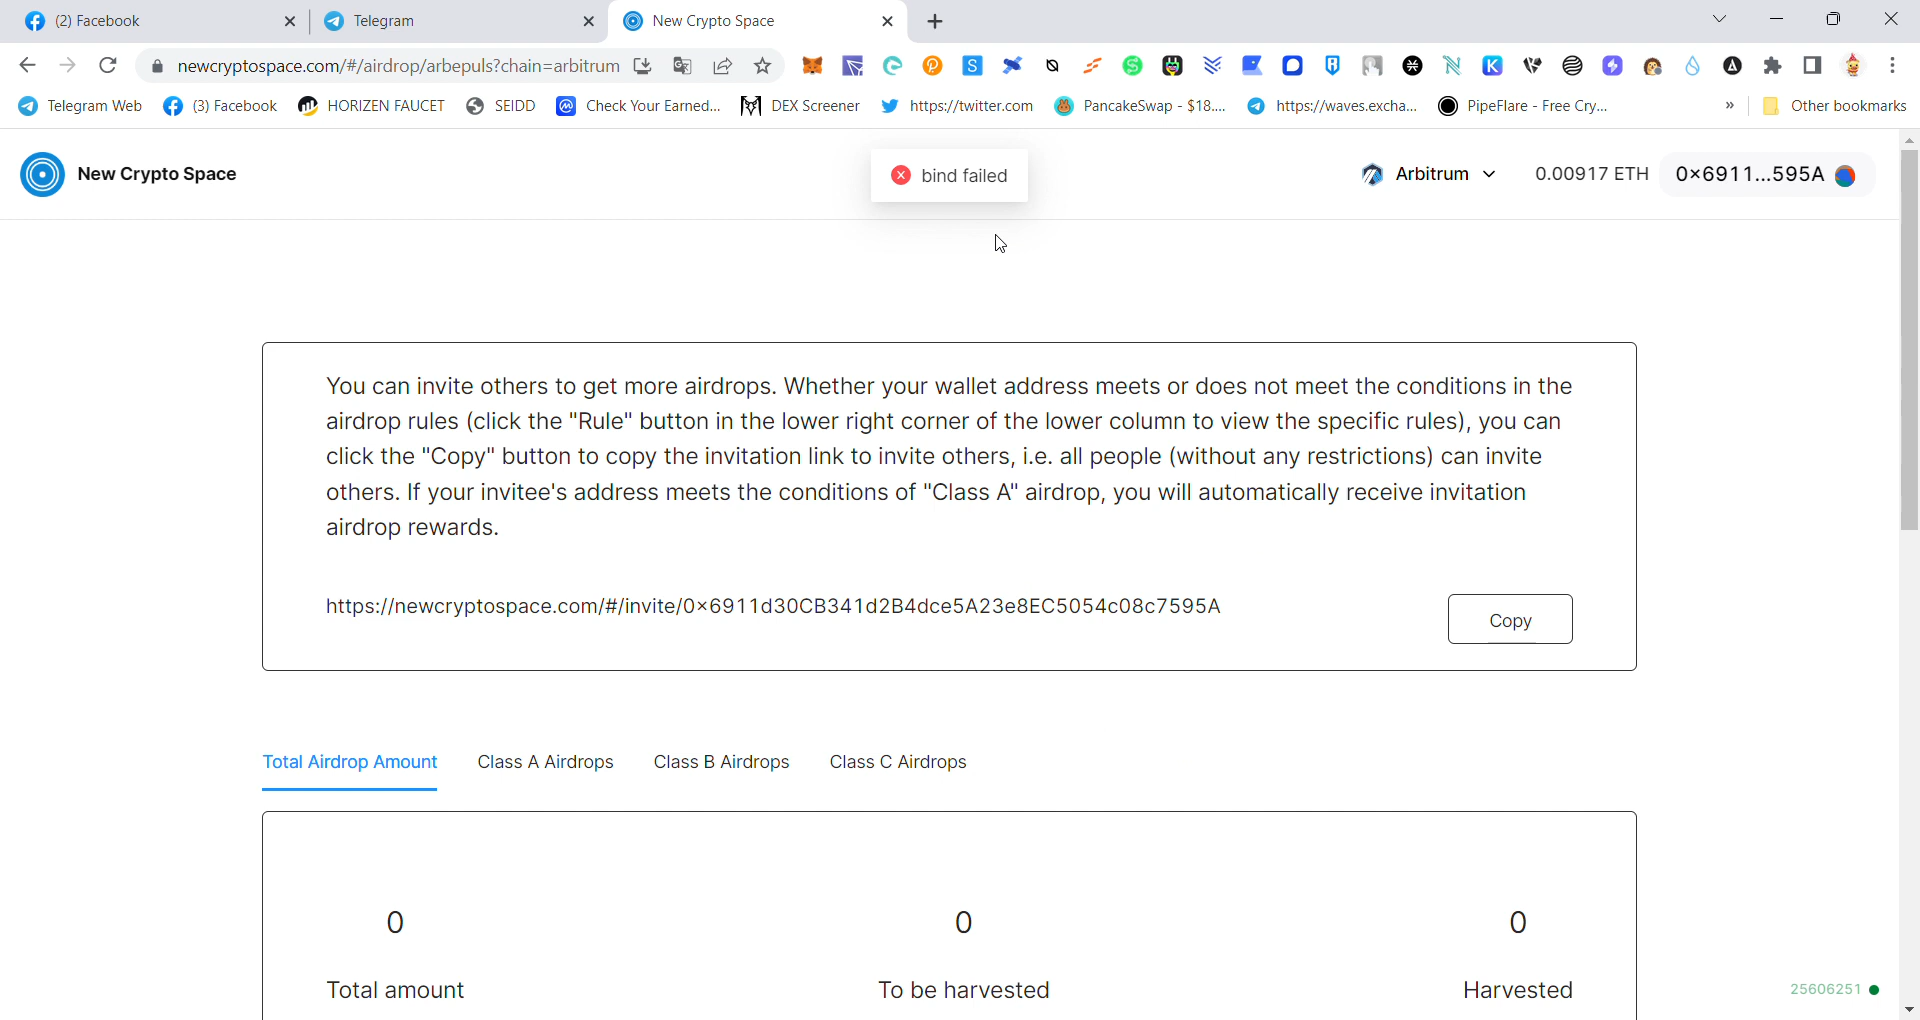 (2) Facebook
Telegram
New Crypto Space
newcryptospace.com/#/airdrop/arbepuls?chain=arbitrum
Telegram Web
(3) Facebook
HORIZEN FAUCET
SEIDD
Check Your Earned...
DEX Screener
https://twitter.com
PancakeSwap - $18....
https://waves.excha...
PipeFlare - Free Cry...
»
Other bookmarks
New Crypto Space
bind failed
Arbitrum
0.00917 ETH
0×6911...595A
You can invite others to get more airdrops. Whether your wallet address meets or does not meet the conditions in the
airdrop rules (click the "Rule" button in the lower right corner of the lower column to view the specific rules), you can
click the "Copy" button to copy the invitation link to invite others, i.e. all people (without any restrictions) can invite
others. If your invitee's address meets the conditions of "Class A" airdrop, you will automatically receive invitation
airdrop rewards.
https://newcryptospace.com/#/invite/0×6911d30CB341d2B4dce5A23e8EC5054c08c7595A
Copy
Total Airdrop Amount
Class A Airdrops
Class B Airdrops
Class C Airdrops
0
0
0
Total amount
To be harvested
Harvested
25606251